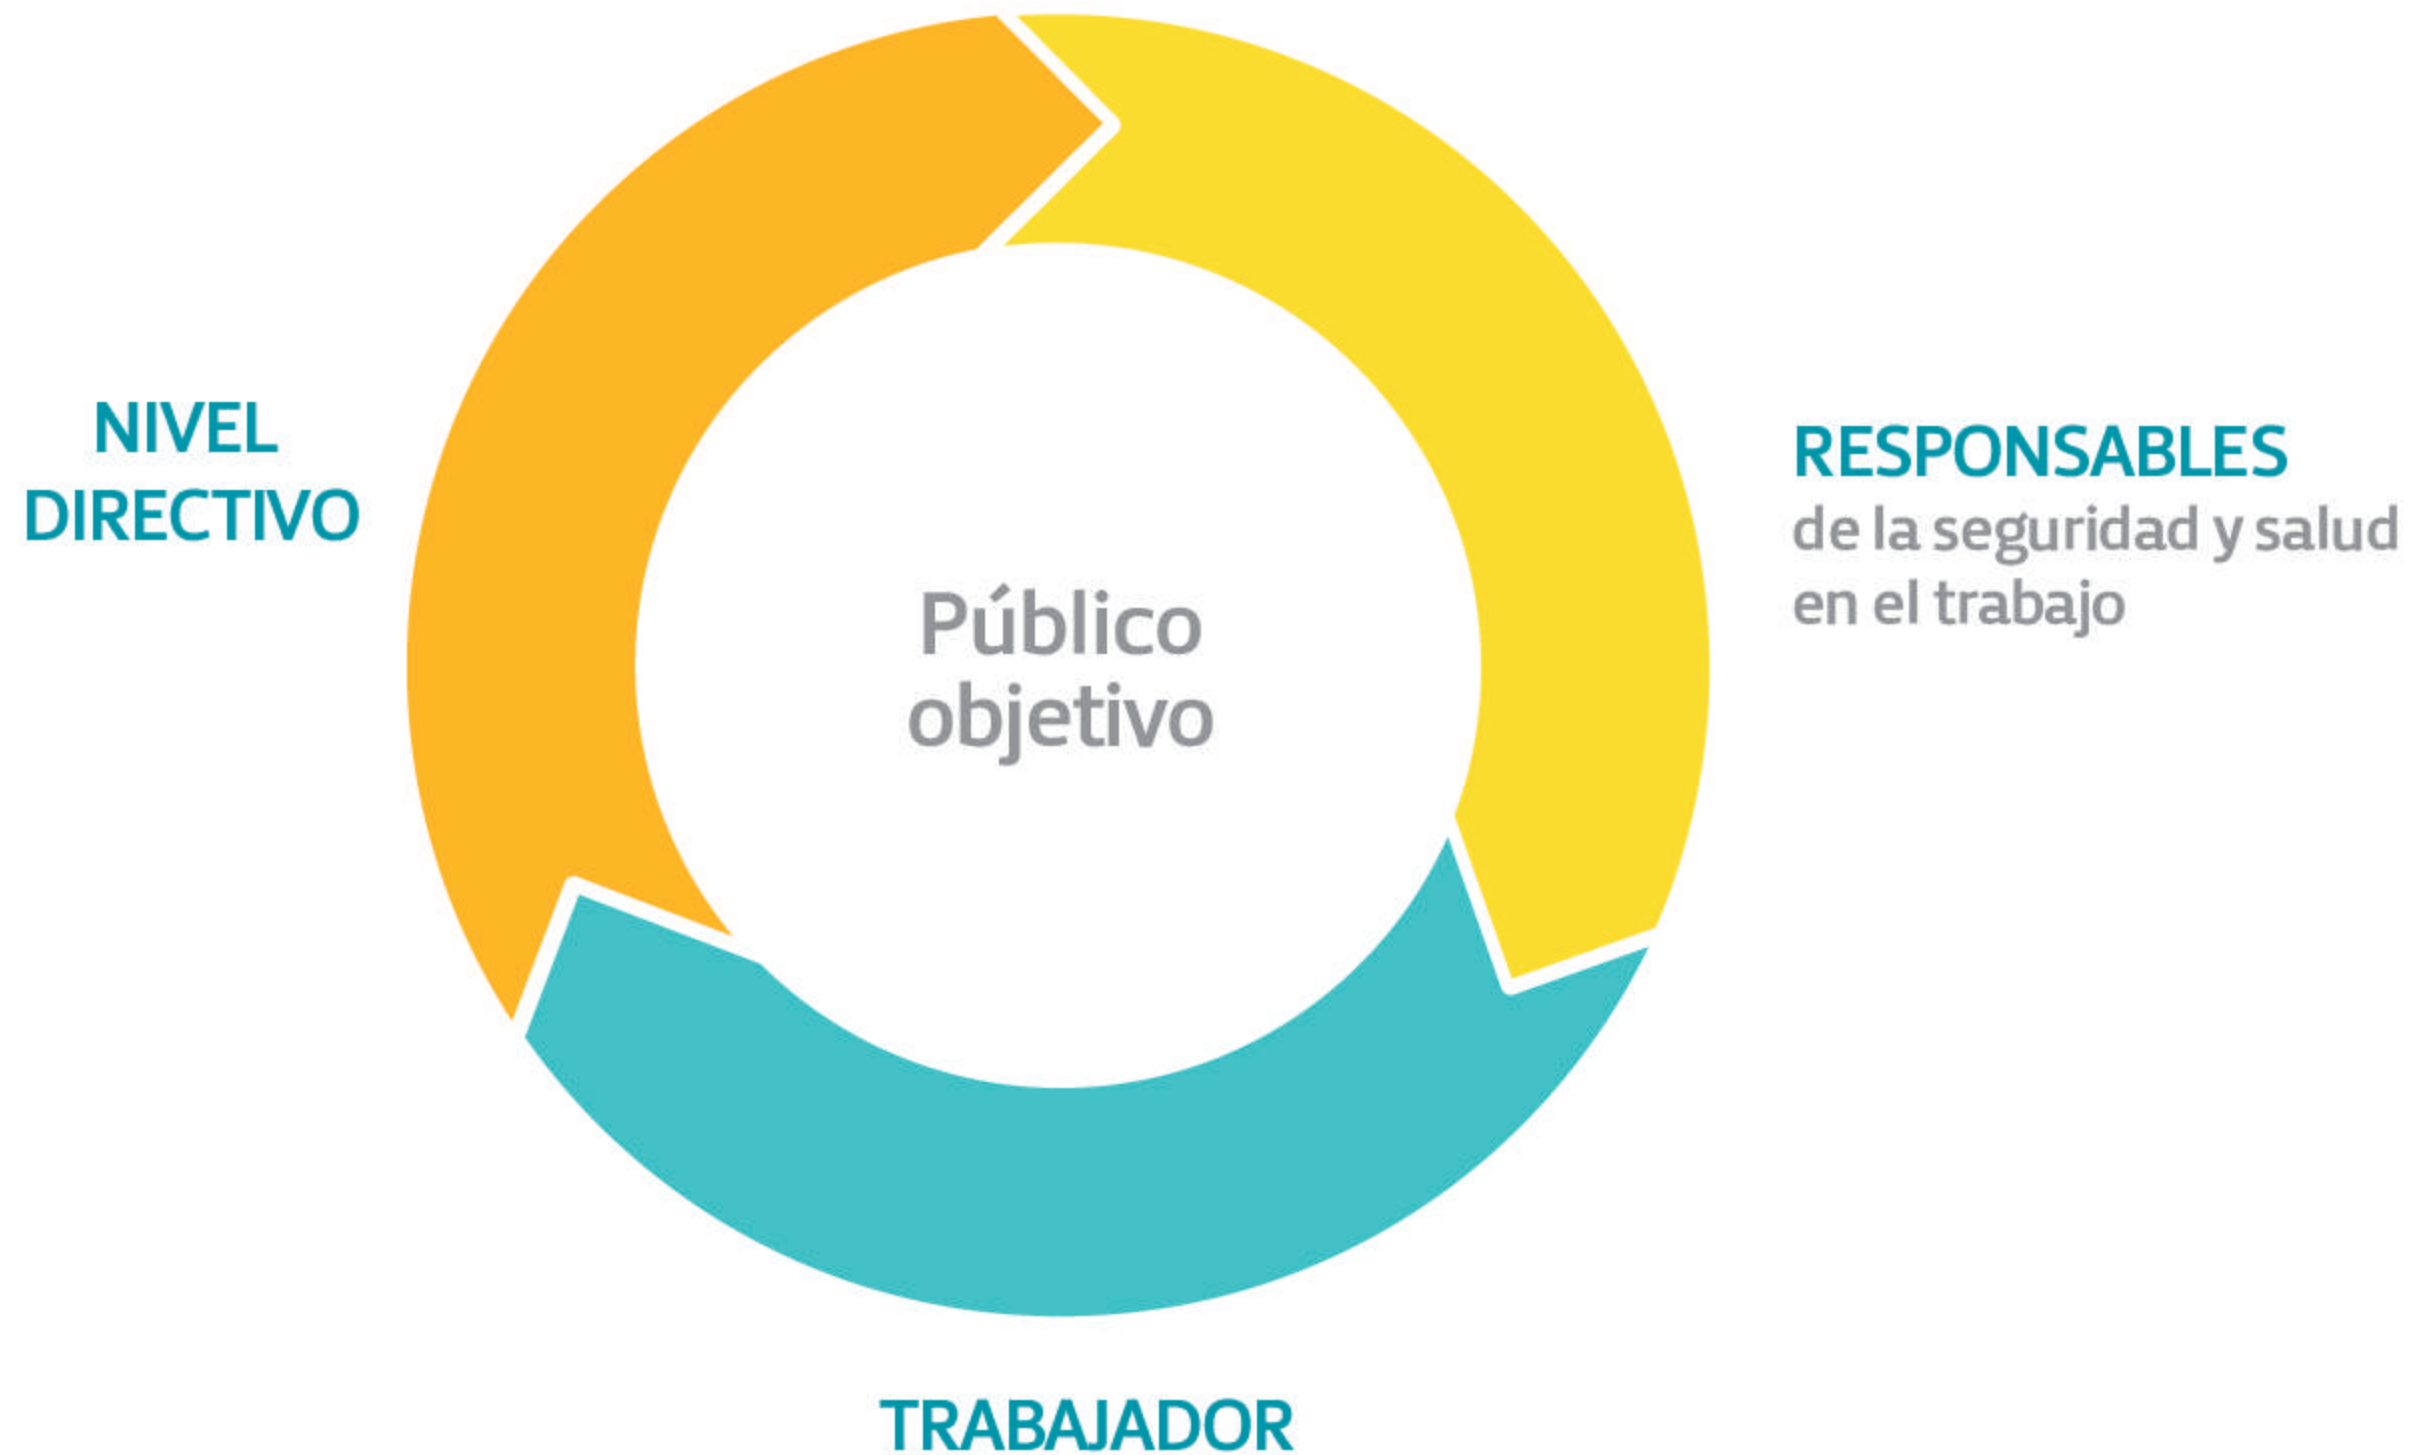 NIVEL
DIRECTIVO
RESPONSABLES
de la seguridad y salud
en el trabajo
Público
objetivo
TRABAJADOR